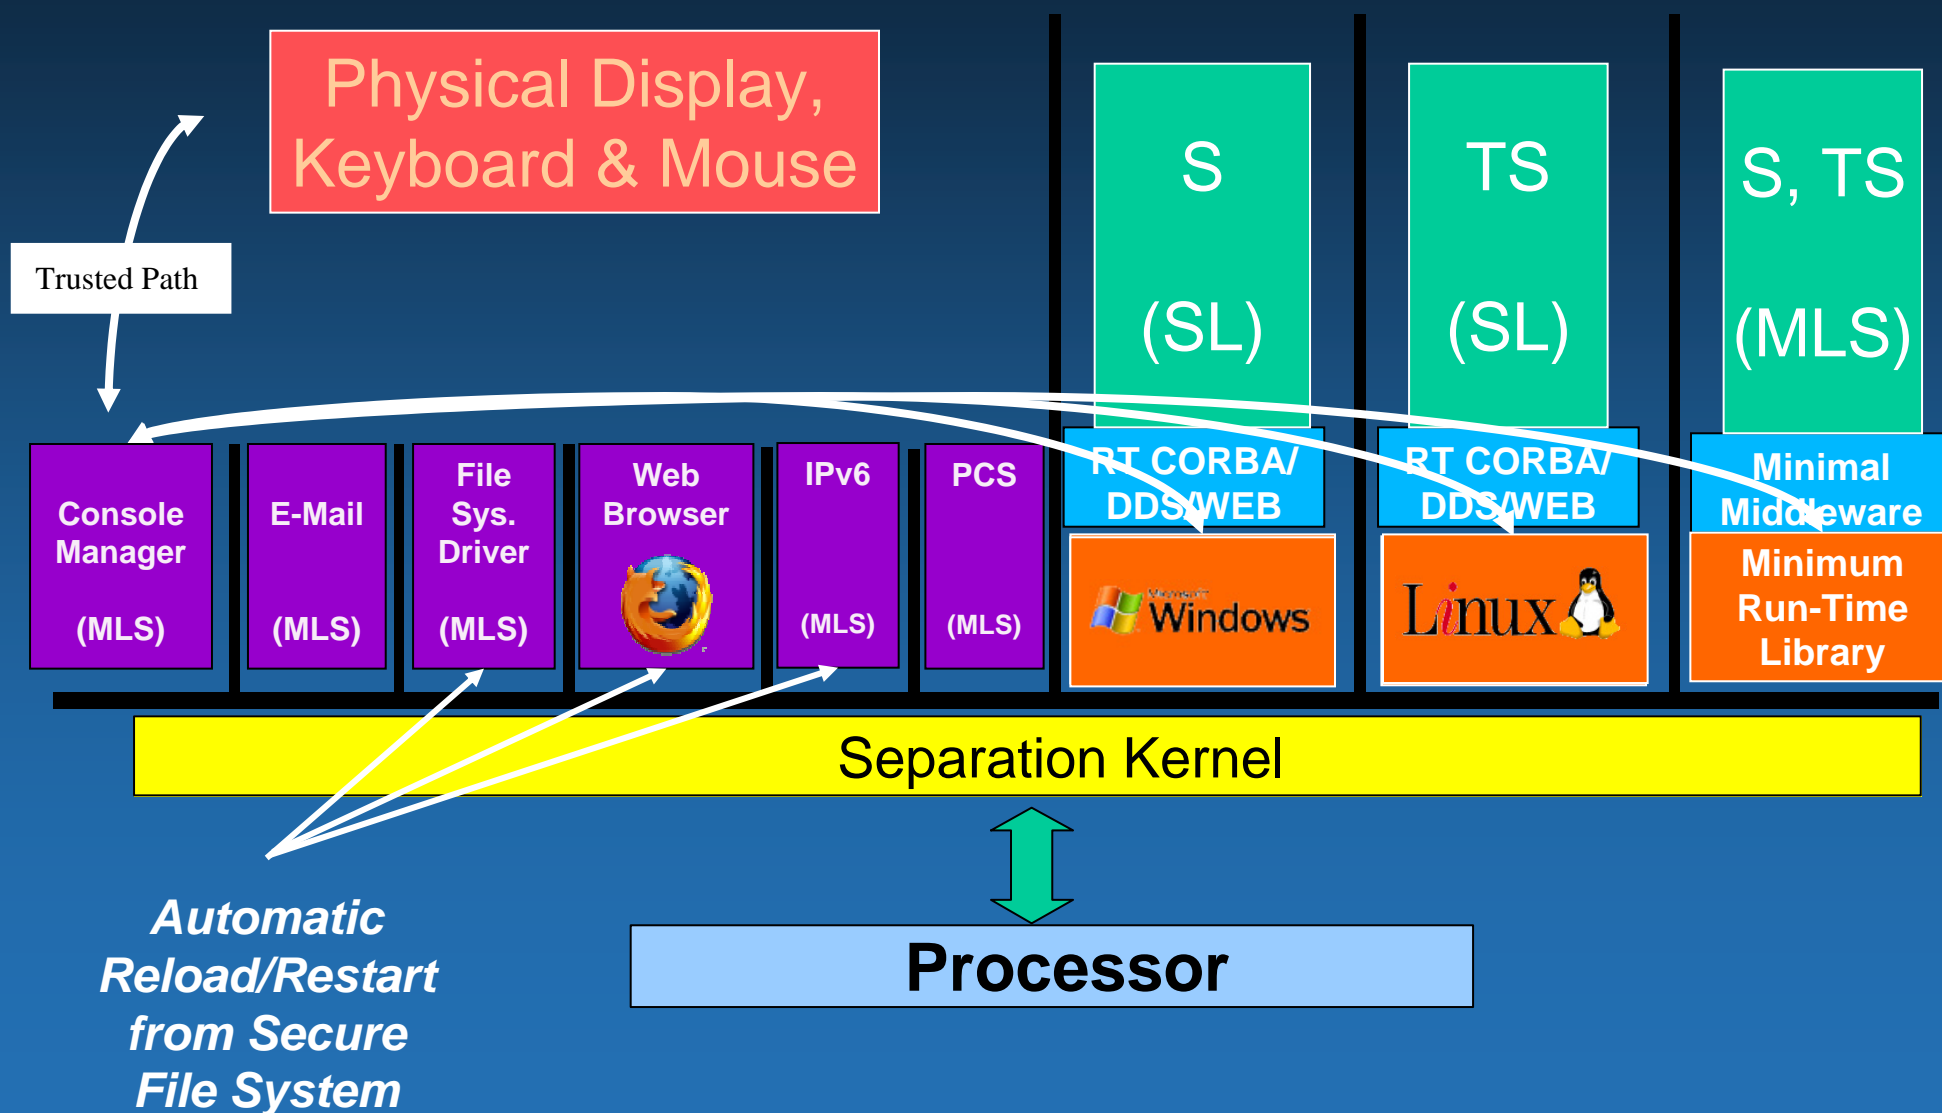 Physical Display,
Keyboard & Mouse
Trusted Path
S
(SL)
TS
(SL)
S, TS
(MLS)
Console
Manager
(MLS)
E-Mail
(MLS)
File
Sys.
Driver
(MLS)
Web
Browser
IPv6
(MLS)
PCS
(MLS)
RT CORBA/
DDS/WEB
Microsoft
Windows
RT CORBA/
DDS/WEB
Linux
Minimal
Middleware
Minimum
Run-Time
Library
Separation Kernel
Processor
Automatic
Reload/Restart
from Secure
File System